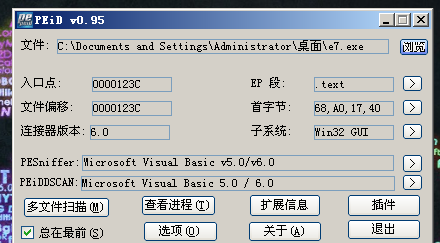 PEiD v0.95
文件: C:\Documents and Settings\Administrator\桌面\e7.exe 浏览
入口点: 0000123C EP 段: .text >
文件偏移: 0000123C 首字节: 68,A0,17,40 >
连接器版本: 6.0 子系统: Win32 GUI >
PESniffer: Microsoft Visual Basic v5.0/v6.0 >
PEiDDSCAN: Microsoft Visual Basic 5.0 / 6.0 >
多文件扫描(M) 查看进程(T) 扩展信息 插件
总在最前(S) 选项(O) 关于(A) 退出